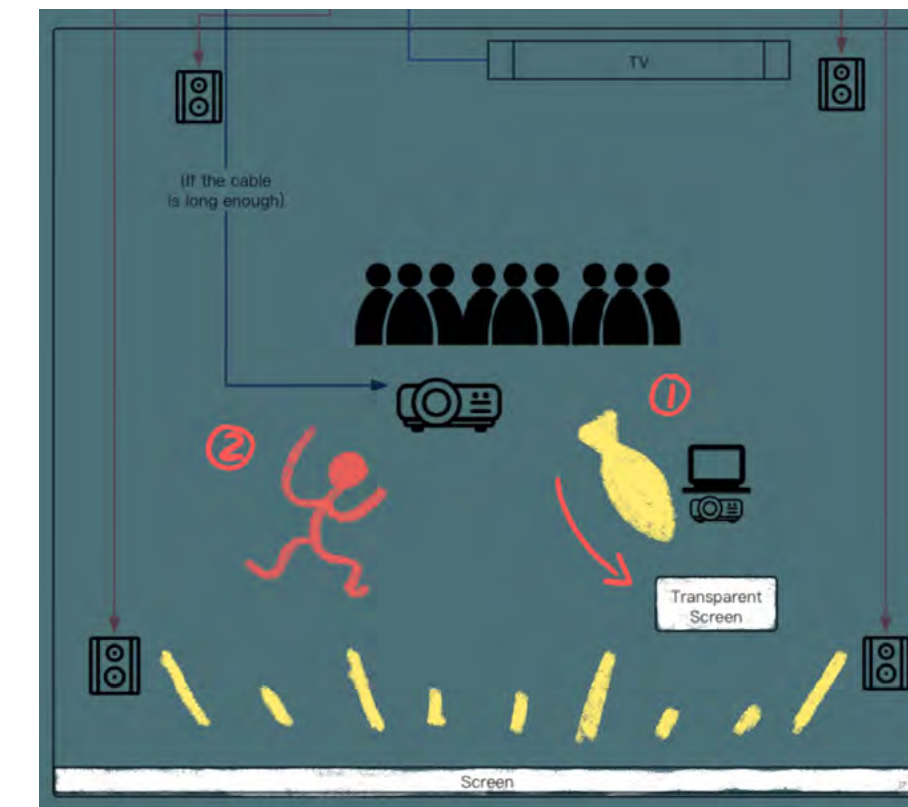 TV
(If the cable
is long enough)
1
2
Transparent
Screen
Screen